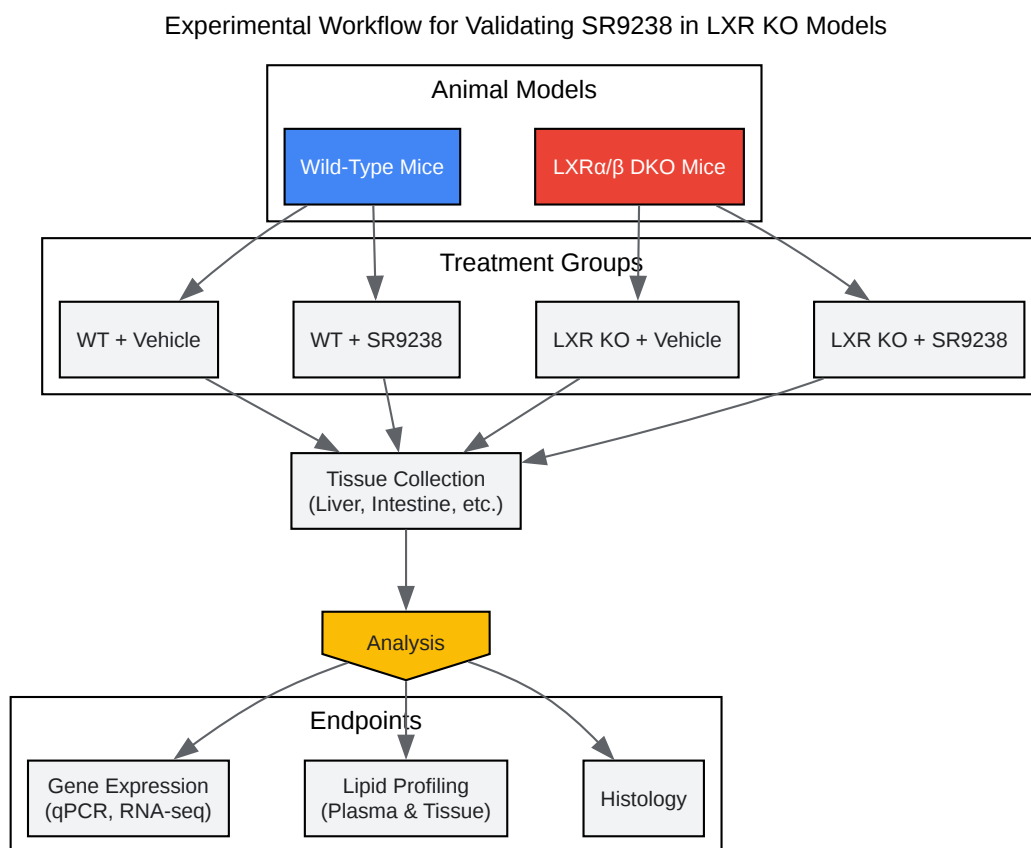 Experimental Workflow for Validating SR9238 in LXR KO Models
Animal Models
Wild-Type Mice
LXRα/β DKO Mice
Treatment Groups
WT + Vehicle
WT + SR9238
LXR KO + Vehicle
LXR KO + SR9238
Tissue Collection
(Liver, Intestine, etc.)
Analysis
Endpoints
Gene Expression
(qPCR, RNA-seq)
Lipid Profiling
(Plasma & Tissue)
Histology